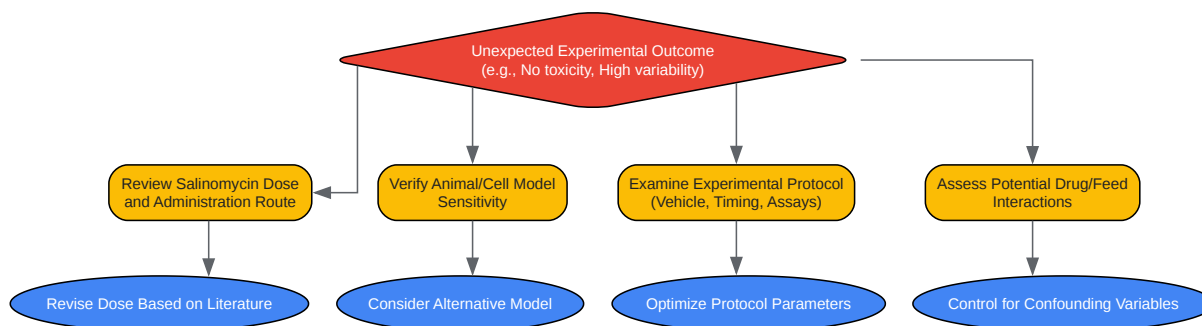 Unexpected Experimental Outcome
(e.g., No toxicity, High variability)
Review Salinomycin Dose
and Administration Route
Verify Animal/Cell Model
Sensitivity
Examine Experimental Protocol
(Vehicle, Timing, Assays)
Assess Potential Drug/Feed
Interactions
Revise Dose Based on Literature
Consider Alternative Model
Optimize Protocol Parameters
Control for Confounding Variables